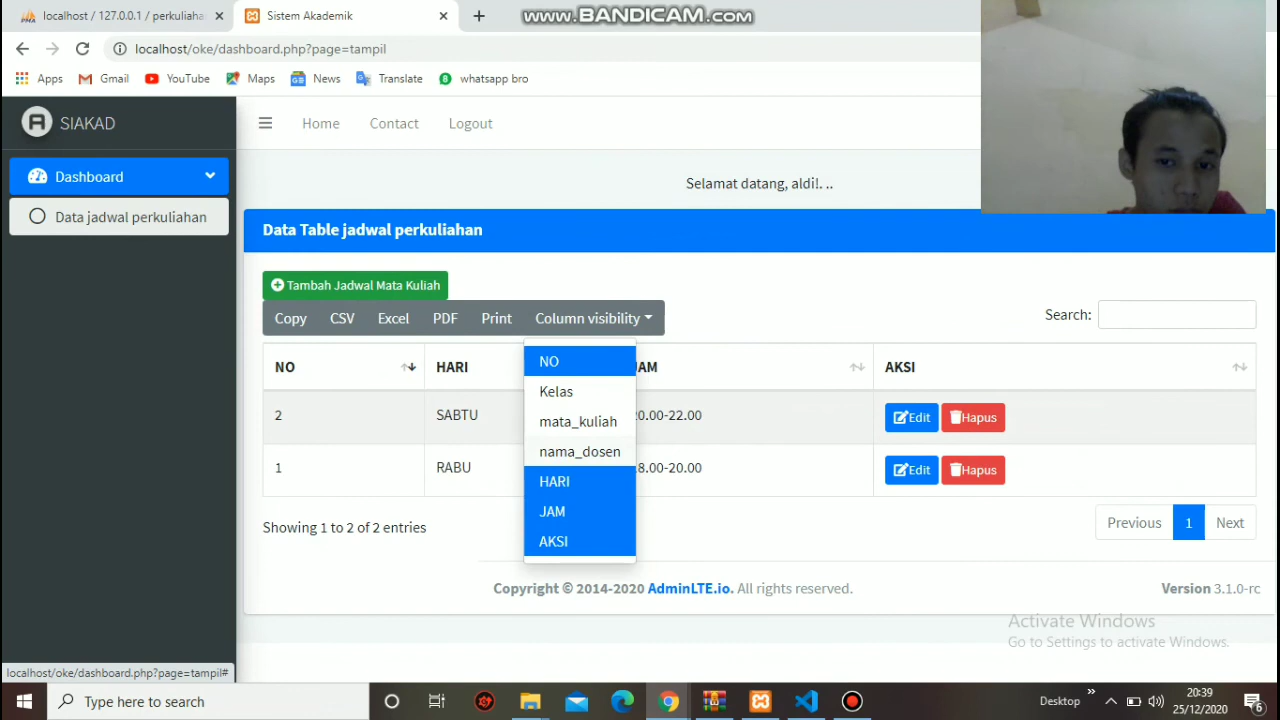 localhost / 127.0.0.1 / perkuliaha
Sistem Akademik
www.BANDICAM.com
localhost/oke/dashboard.php?page=tampil
Apps Gmail YouTube Maps News Translate 8 whatsapp bro
SIAKAD
Home Contact Logout
Dashboard
Data jadwal perkuliahan
Selamat datang, aldi!. ..
Data Table jadwal perkuliahan
Tambah Jadwal Mata Kuliah
Copy CSV Excel PDF Print Column visibility
Search:
NO HARI JAM AKSI
NO
Kelas
mata_kuliah
nama_dosen
HARI
JAM
AKSI
2 SABTU 20.00-22.00 Edit Hapus
1 RABU 8.00-20.00 Edit Hapus
Showing 1 to 2 of 2 entries
Previous 1 Next
Copyright © 2014-2020 AdminLTE.io. All rights reserved.
Version 3.1.0-rc
Activate Windows
Go to Settings to activate Windows.
localhost/oke/dashboard.php?page=tampil#
Type here to search
Desktop
20:39
25/12/2020
6